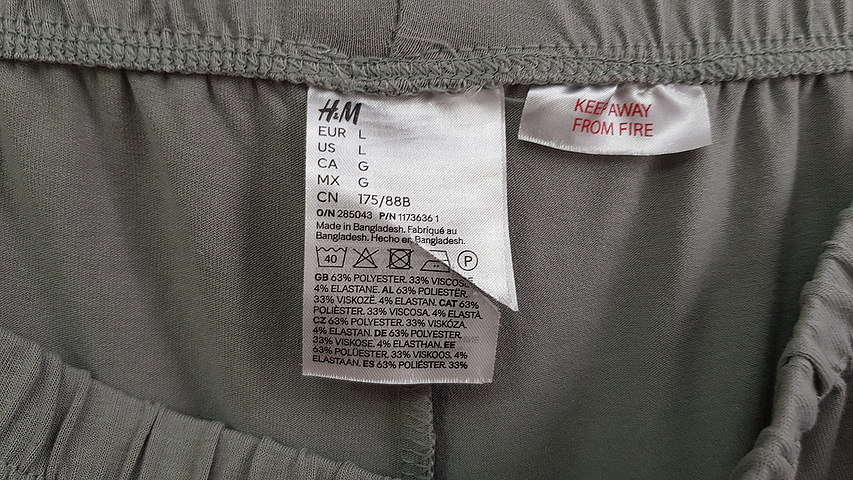 H&M
EUR L
US L
CA G
MX G
CN 175/88B
O/N 285043 P/N 1173636 1
Made in Bangladesh. Fabriqué au
Bangladesh. Hecho en Bangladesh.
40 P
GB 63% POLYESTER. 33% VISCOSE.
4% ELASTANE. AL 63% POLIESTËR.
33% VISKOZË. 4% ELASTAN. CAT 63%
POLIÈSTER. 33% VISCOSA. 4% ELASTÀ.
CZ 63% POLYESTER. 33% VISKÓZA.
4% ELASTAN. DE 63% POLYESTER.
33% VISKOSE. 4% ELASTHAN. EE
63% POLÜESTER. 33% VISKOOS. 4%
ELASTAAN. ES 63% POLIÉSTER. 33%
KEEP AWAY
FROM FIRE